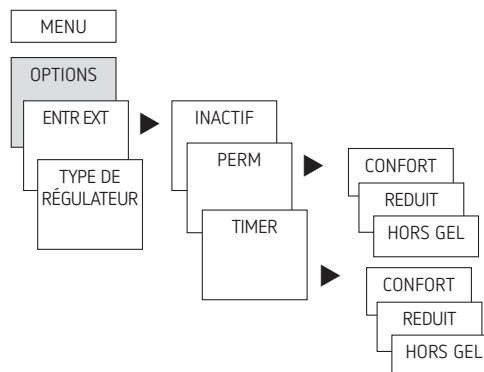 MENU
OPTIONS
ENTR EXT
TYPE DE
RÉGULATEUR
INACTIF
PERM
TIMER
CONFORT
REDUIT
HORS GEL
CONFORT
REDUIT
HORS GEL